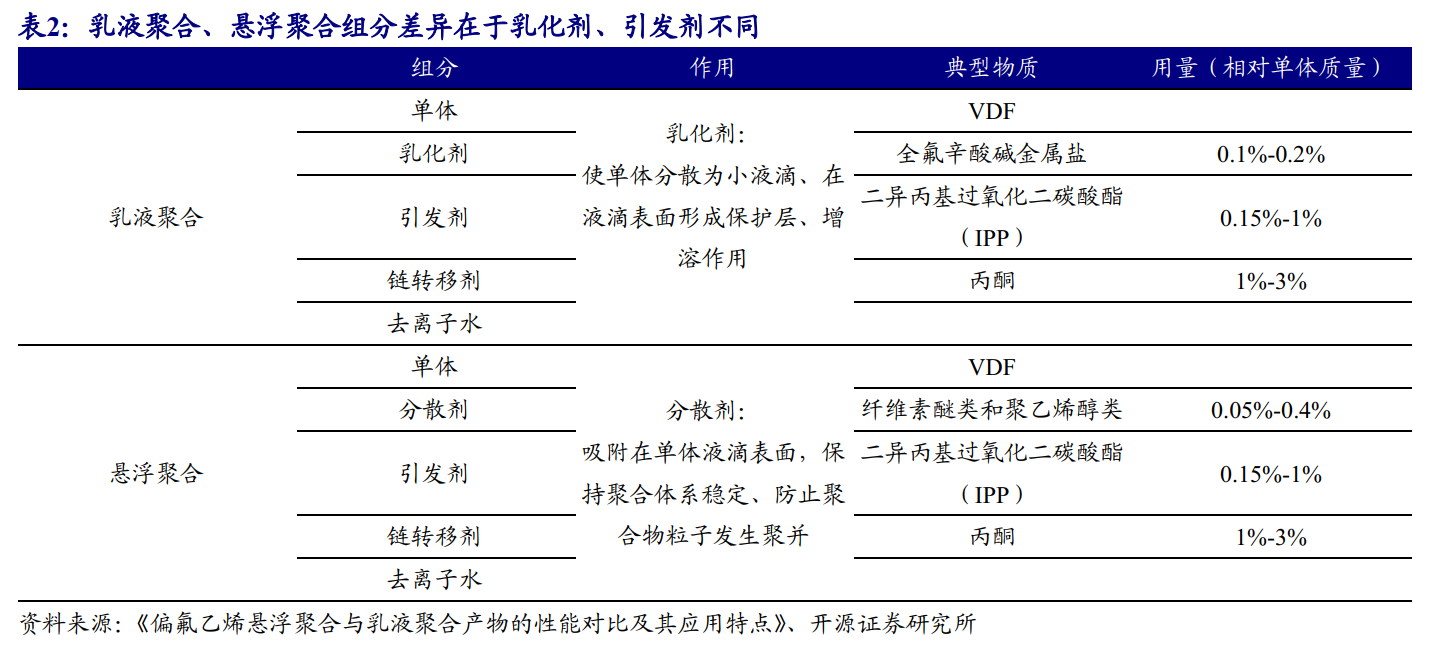 表2：乳液聚合、悬浮聚合组分差异在于乳化剂、引发剂不同
组分 作用 典型物质 用量（相对单体质量）
乳液聚合
单体
乳化剂
引发剂
链转移剂
去离子水
乳化剂：
使单体分散为小液滴、在
液滴表面形成保护层、增
溶作用
VDF
全氟辛酸碱金属盐 0.1%-0.2%
二异丙基过氧化二碳酸酯
（IPP）
0.15%-1%
丙酮 1%-3%
悬浮聚合
单体
分散剂
引发剂
链转移剂
去离子水
分散剂：
吸附在单体液滴表面，保
持聚合体系稳定、防止聚
合物粒子发生聚并
VDF
纤维素醚类和聚乙烯醇类 0.05%-0.4%
二异丙基过氧化二碳酸酯
（IPP）
0.15%-1%
丙酮 1%-3%
资料来源：《偏氟乙烯悬浮聚合与乳液聚合产物的性能对比及其应用特点》、开源证券研究所